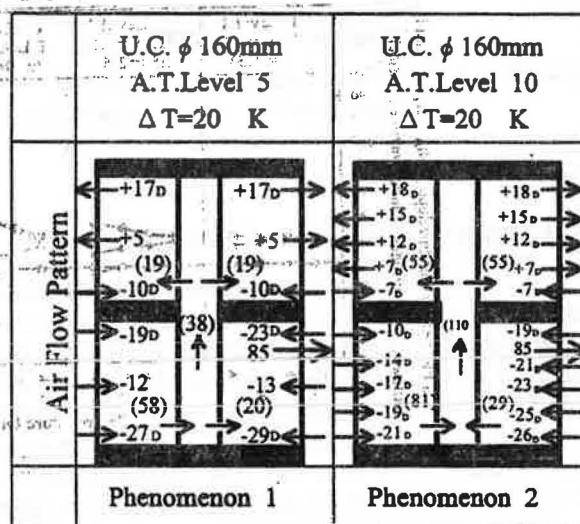 U.C. ϕ 160mm
A.T.Level 5
ΔT=20 K
U.C. ϕ 160mm
A.T.Level 10
ΔT=20 K
Air Flow Pattern
+17D +17D
+5 *5
(19) (19)
-10D -10D
-19D (38) -23D
85
-12 -13
(58) (20)
-27D -29D
+18D +18D
+15D +15D
+12D +12D
+7D (55) (55) +7D
-7D -7D
-10D (110 -19D
85
-14D -21
-17D -23
-19D (81) (29) -25D
-21D -26D
Phenomenon 1
Phenomenon 2